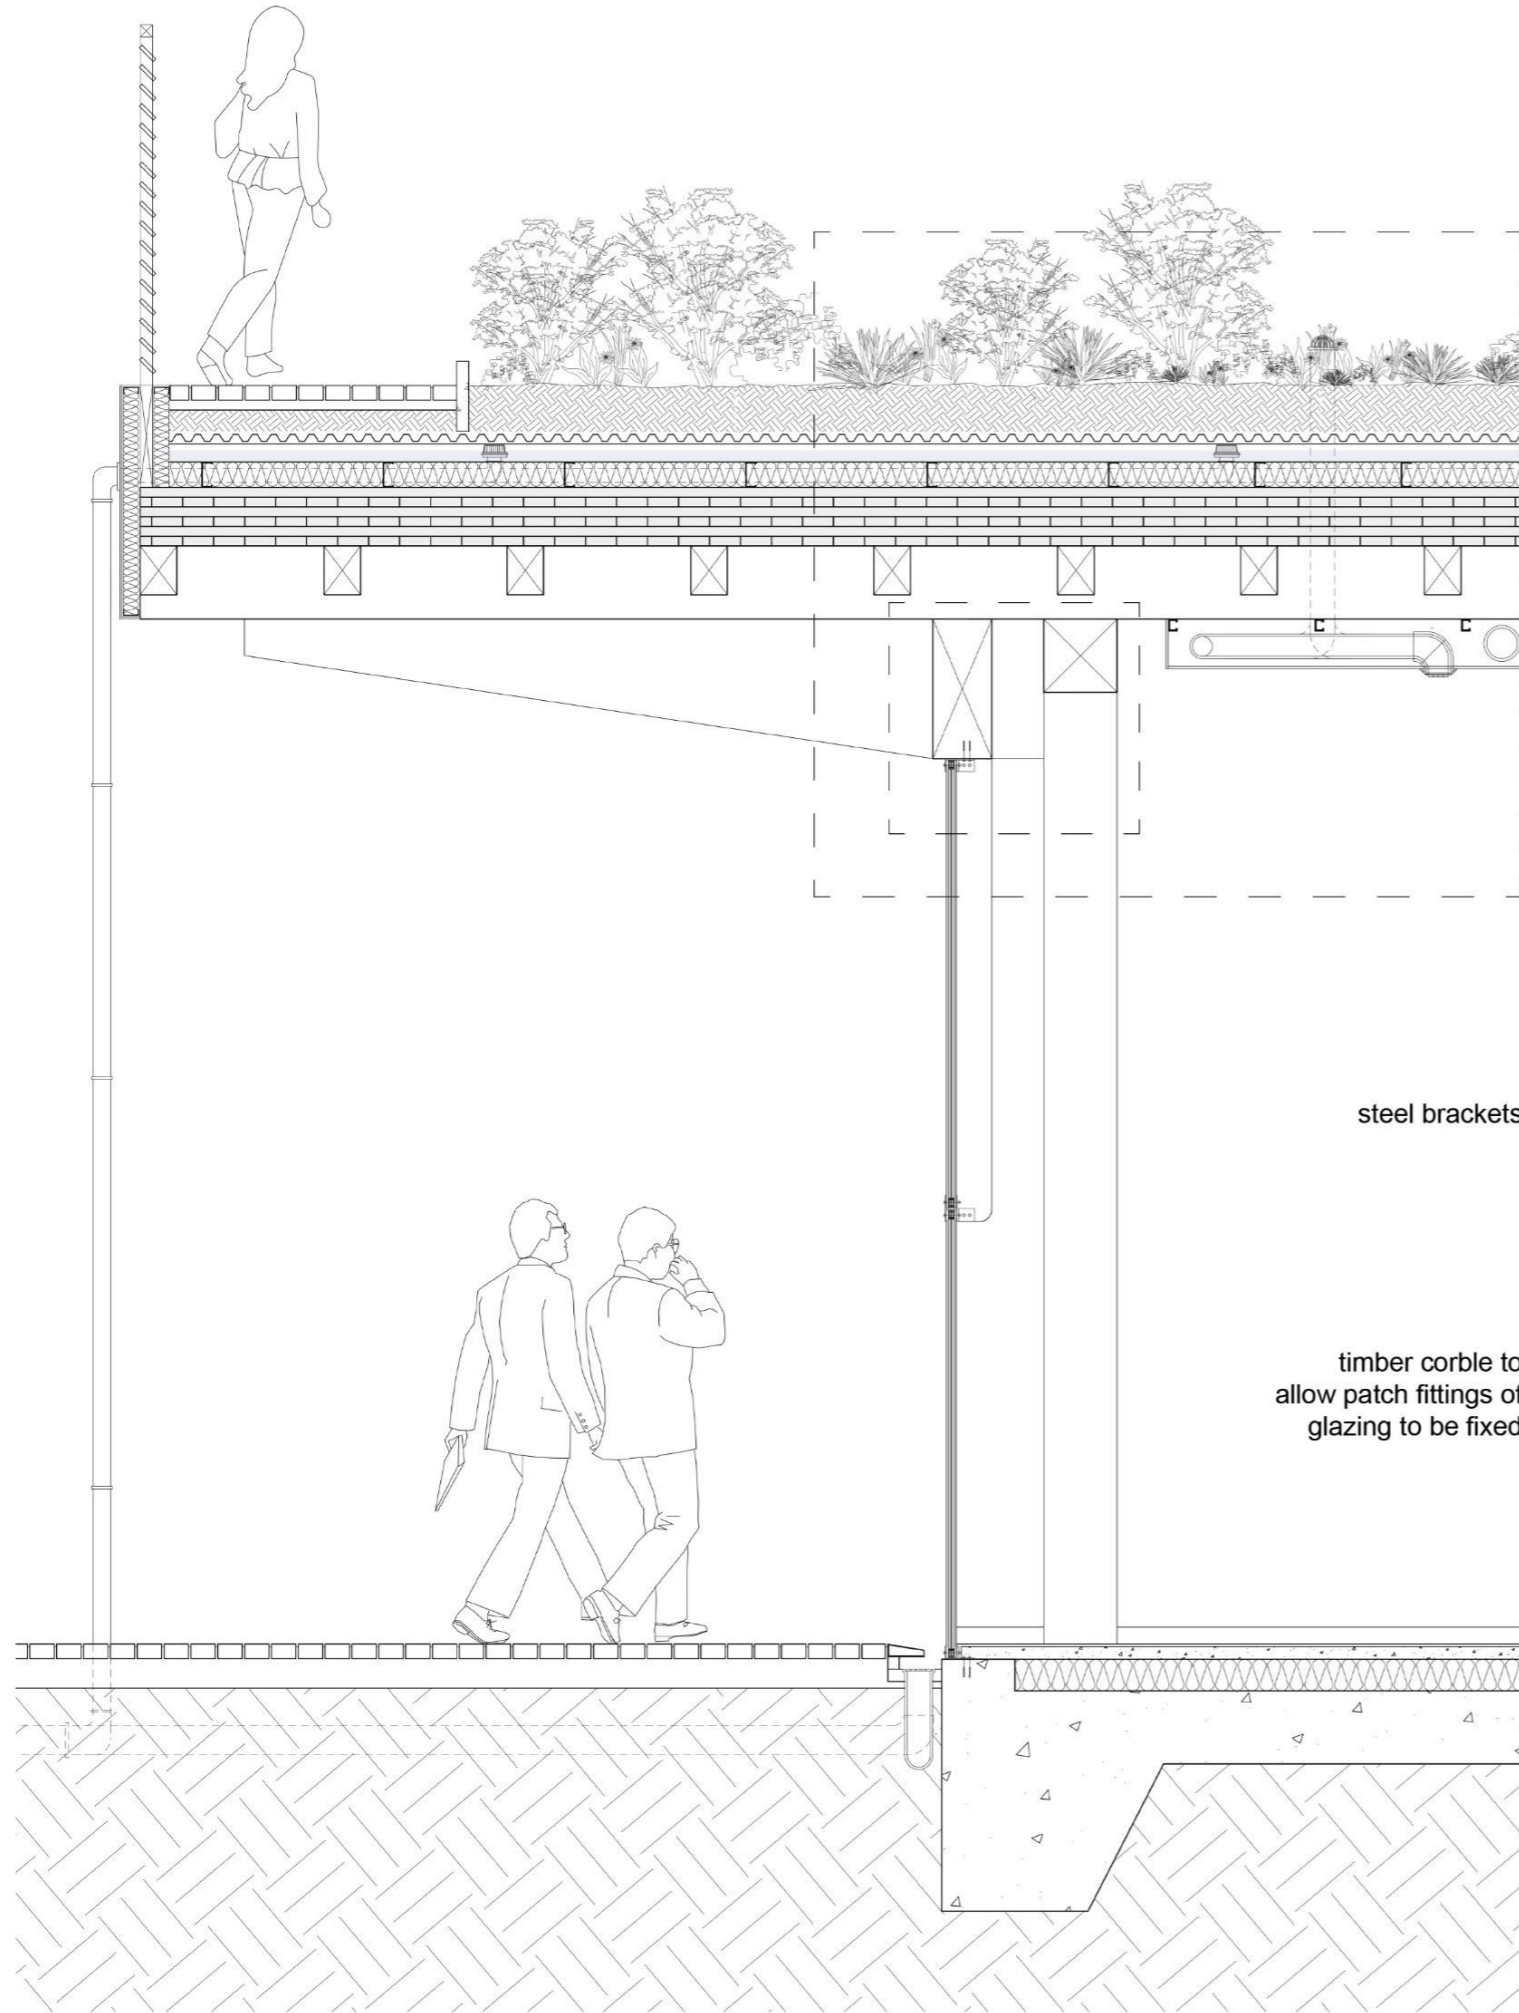 steel brackets
timber corble to
allow patch fittings of
glazing to be fixed